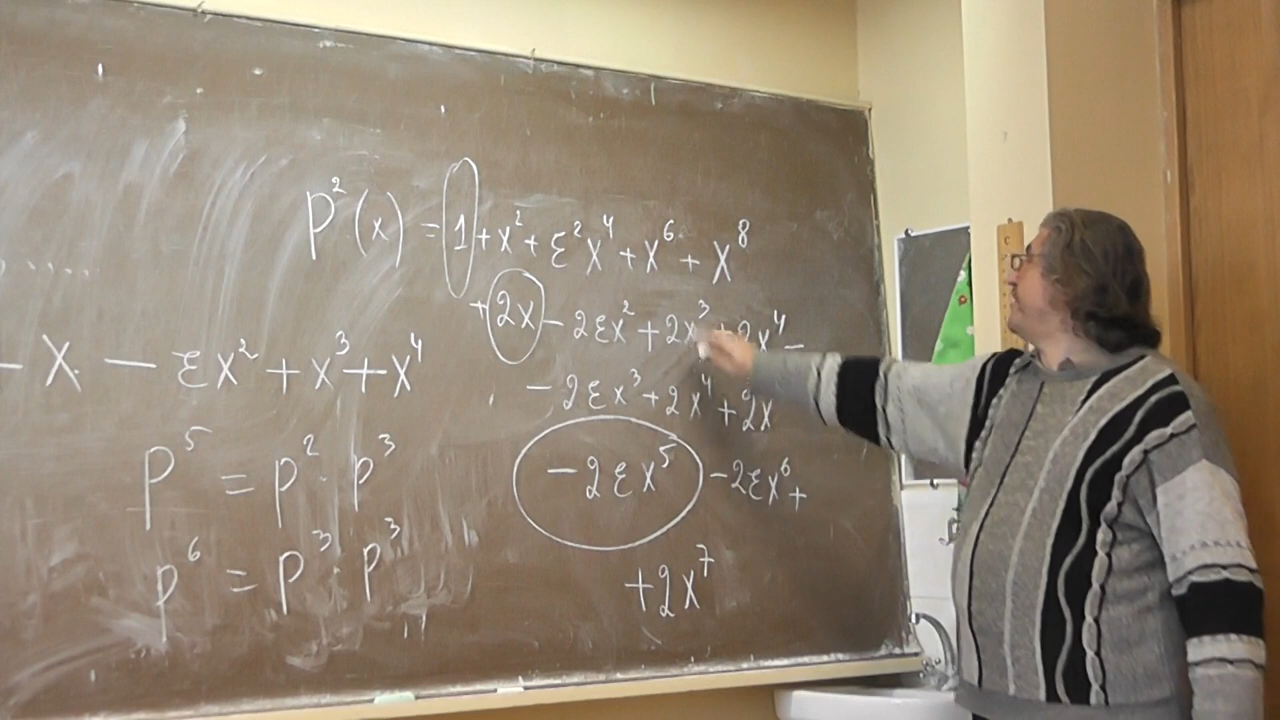 P²(x) = 1 + x² + εx²x⁴ + x⁶ + x⁸
+ 2x - 2εx² + 2x³ + 2x⁴ -
- x - εx² + x³ + x⁴
- 2εx³ + 2x⁴ + 2x
P⁵ = P² · P³
- 2εx⁵ - 2εx⁶ +
P⁶ = P³ · P³
+ 2x⁷